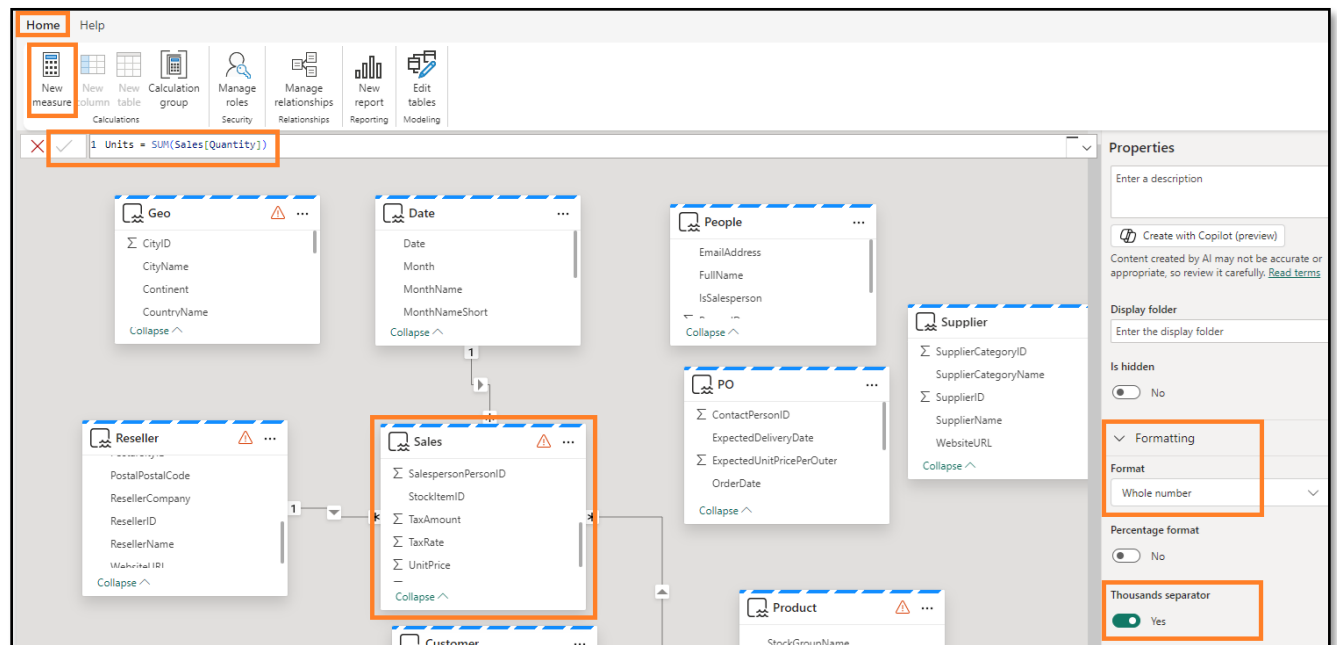 Home Help
New measure
New column
New table
Calculation group
Manage roles
Manage relationships
New report
Edit tables
Calculations
Security
Relationships
Reporting
Modeling
1 Units = SUM(Sales[Quantity])
Geo
CityID
CityName
Continent
CountryName
Collapse
Date
Date
Month
MonthName
MonthNameShort
Collapse
1
People
EmailAddress
FullName
IsSalesperson
Collapse
Supplier
SupplierCategoryID
SupplierCategoryName
SupplierID
SupplierName
WebsiteURL
Collapse
PO
ContactPersonID
ExpectedDeliveryDate
ExpectedUnitPricePerOuter
OrderDate
Collapse
Reseller
PostalPostalCode
ResellerCompany
ResellerID
ResellerName
WebsiteURL
Collapse
1
*
Sales
SalespersonPersonID
StockItemID
TaxAmount
TaxRate
UnitPrice
Collapse
*
*
Customer
Product
StockGroupName
Properties
Enter a description
Create with Copilot (preview)
Content created by AI may not be accurate or
appropriate, so review it carefully. Read terms
Display folder
Enter the display folder
Is hidden
No
Formatting
Format
Whole number
Percentage format
No
Thousands separator
Yes